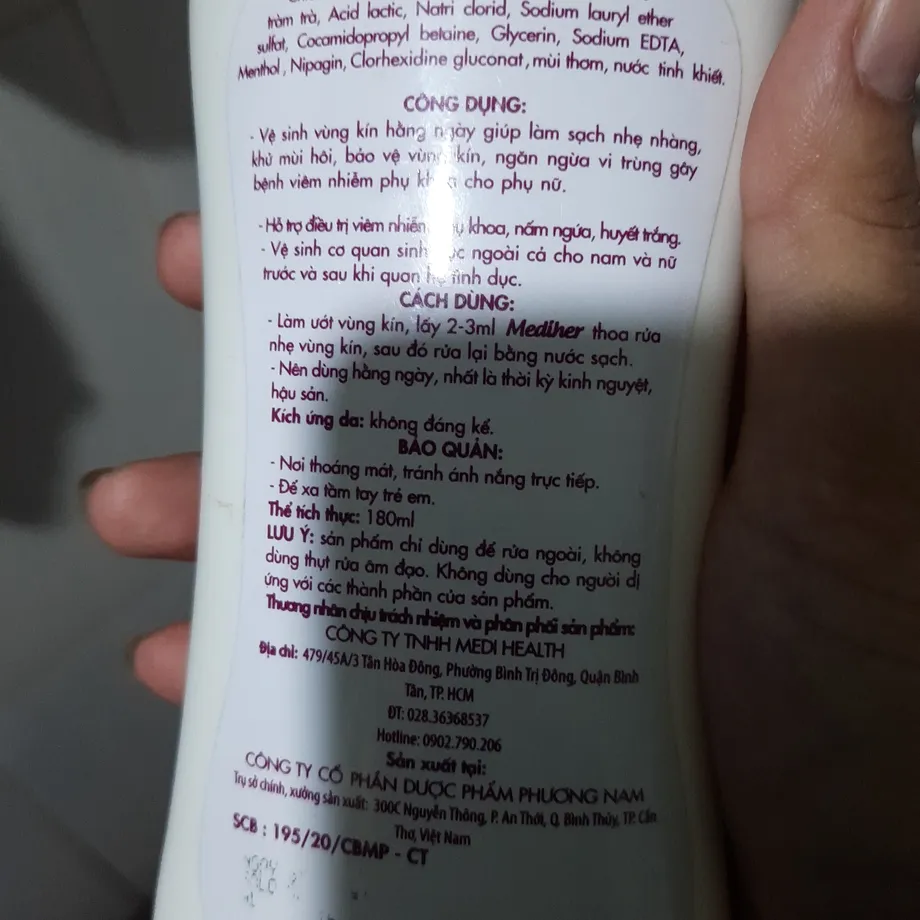 tràm trà, Acid lactic, Natri clorid, Sodium lauryl ether
sulfat, Cocamidopropyl betaine, Glycerin, Sodium EDTA,
Menthol, Nipagin, Clorhexidine gluconat, mùi thơm, nước tinh khiết.
CÔNG DỤNG:
- Vệ sinh vùng kín hằng ngày giúp làm sạch nhẹ nhàng,
khử mùi hôi, bảo vệ vùng kín, ngăn ngừa vi trùng gây
bệnh viêm nhiễm phụ khoa cho phụ nữ.
- Hỗ trợ điều trị viêm nhiễm phụ khoa, nấm ngứa, huyết trắng.
- Vệ sinh cơ quan sinh dục ngoài cả cho nam và nữ
trước và sau khi quan hệ tình dục.
CÁCH DÙNG:
- Làm ướt vùng kín, lấy 2-3ml Mediher thoa rửa
nhẹ vùng kín, sau đó rửa lại bằng nước sạch.
- Nên dùng hằng ngày, nhất là thời kỳ kinh nguyệt,
hậu sản.
Kích ứng da: không đáng kể.
BẢO QUẢN:
- Nơi thoáng mát, tránh ánh nắng trực tiếp.
- Để xa tầm tay trẻ em.
Thể tích thực: 180ml
LƯU Ý: sản phẩm chỉ dùng để rửa ngoài, không
dùng thụt rửa âm đạo. Không dùng cho người dị
ứng với các thành phần của sản phẩm.
Thương nhân chịu trách nhiệm và phân phối sản phẩm:
CÔNG TY TNHH MEDI HEALTH
Địa chỉ: 479/45A/3 Tân Hòa Đông, Phường Bình Trị Đông, Quận Bình
Tân, TP. HCM
ĐT: 028.36368537
Hotline: 0902.790.206
Sản xuất tại:
CÔNG TY CỔ PHẦN DƯỢC PHẨM PHƯƠNG NAM
Trụ sở chính, xưởng sản xuất: 300C Nguyễn Thông, P. An Thới, Q. Bình Thủy, TP. Cần
Thơ, Việt Nam
SCB : 195/20/CBMP - CT